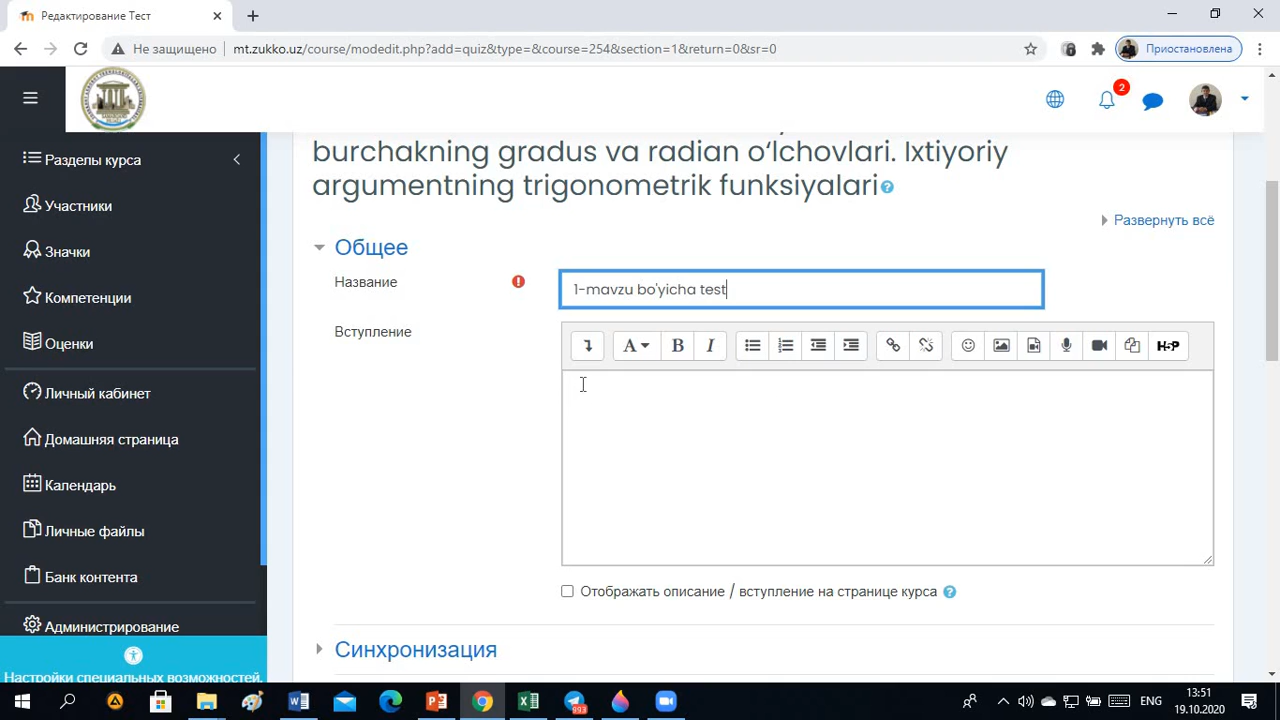 Редактирование Тест
Не защищено
mt.zukko.uz/course/modedit.php?add=quiz&type=&course=254&section=1&return=0&sr=0
Приостановлена
2
Разделы курса
Участники
Значки
Компетенции
Оценки
Личный кабинет
Домашняя страница
Календарь
Личные файлы
Банк контента
Администрирование
Настройки специальных возможностей.
burchakning gradus va radian o‘lchovlari. Ixtiyoriy
argumentning trigonometrik funksiyalari
Развернуть всё
Общее
Название
1-mavzu bo'yicha test
Вступление
A B I
H5P
Отображать описание / вступление на странице курса
Синхронизация
993
ENG
13:51
19.10.2020